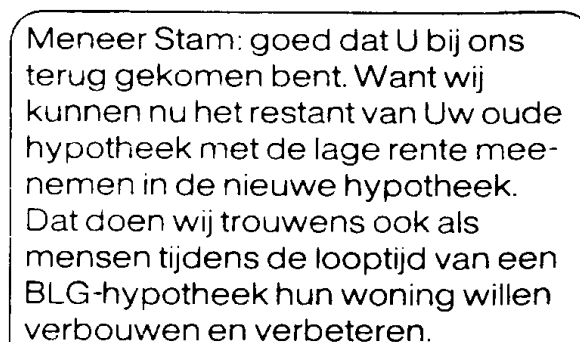 Meneer Stam: goed dat U bij ons
terug gekomen bent. Want wij
kunnen nu het restant van Uw oude
hypotheek met de lage rente mee-
nemen in de nieuwe hypotheek.
Dat doen wij trouwens ook als
mensen tijdens de looptijd van een
BLG-hypotheek hun woning willen
verbouwen en verbeteren.